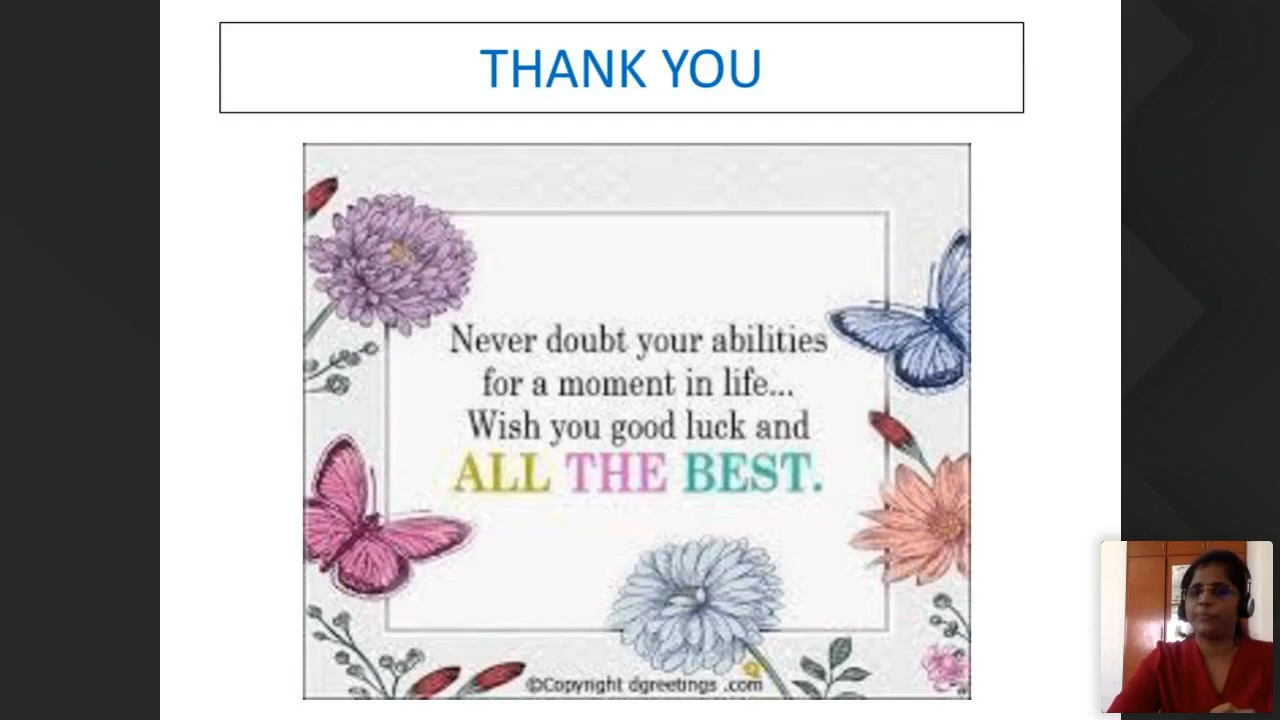 THANK YOU
Never doubt your abilities
for a moment in life...
Wish you good luck and
ALL THE BEST.
©Copyright dgreetings .com